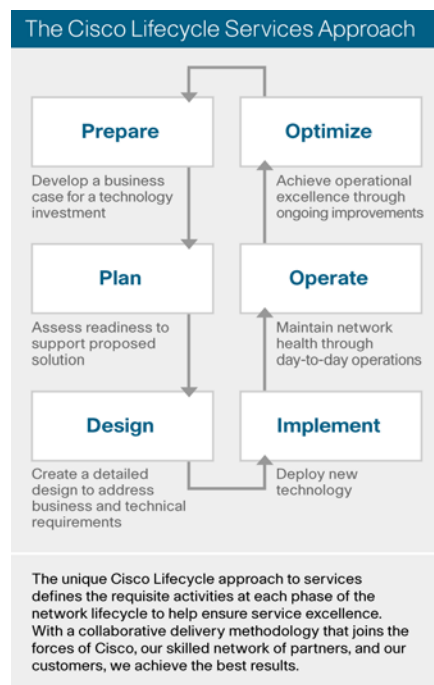 The Cisco Lifecycle Services Approach
Prepare
Develop a business
case for a technology
investment
Plan
Assess readiness to
support proposed
solution
Design
Create a detailed
design to address
business and technical
requirements
Implement
Deploy new
technology
Operate
Maintain network
health through
day-to-day operations
Optimize
Achieve operational
excellence through
ongoing improvements
The unique Cisco Lifecycle approach to services
defines the requisite activities at each phase of the
network lifecycle to help ensure service excellence.
With a collaborative delivery methodology that joins the
forces of Cisco, our skilled network of partners, and our
customers, we achieve the best results.